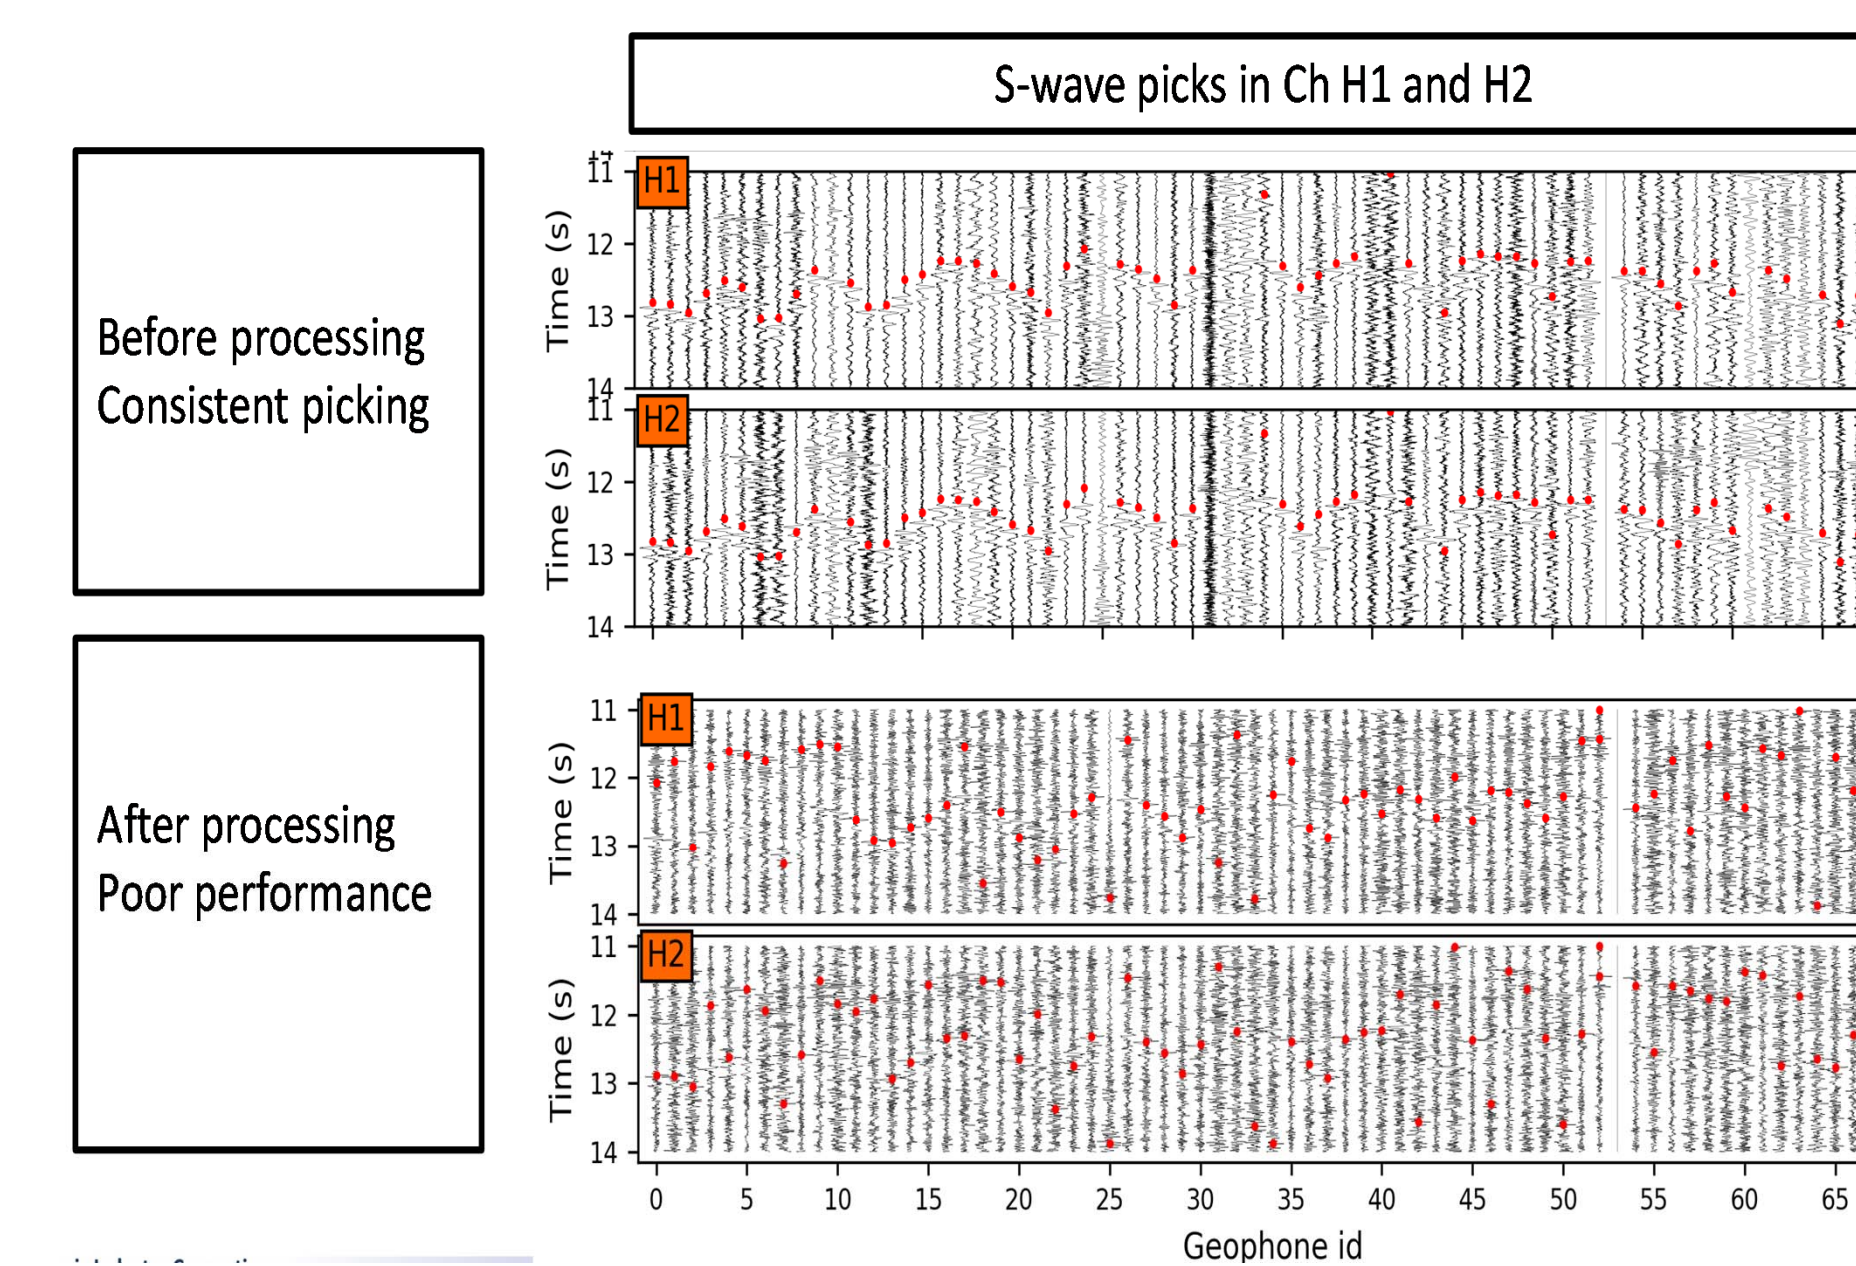 S-wave picks in Ch H1 and H2
Before processing
Consistent picking
H1
Time (s)
11
12
13
14
H2
Time (s)
11
12
13
14
After processing
Poor performance
H1
Time (s)
11
12
13
14
H2
Time (s)
11
12
13
14
0 5 10 15 20 25 30 35 40 45 50 55 60 65
Geophone id